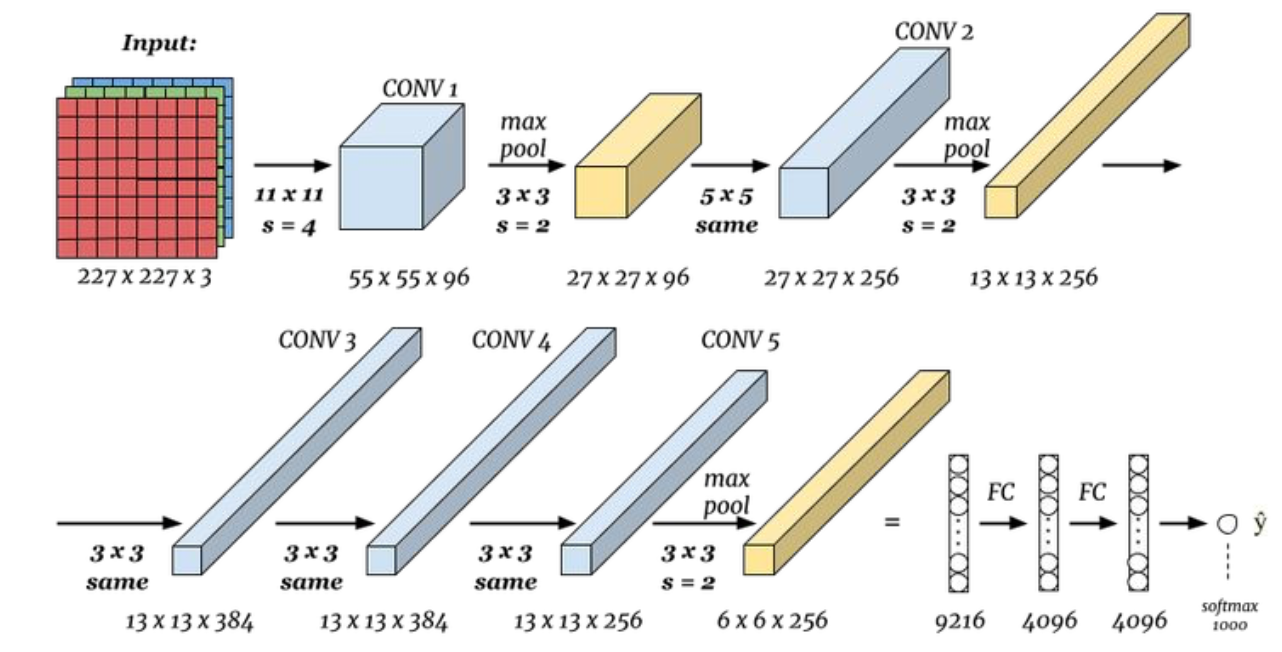 Input:
CONV 1
CONV 2
max
pool
max
pool
11 x 11
s = 4
3 x 3
s = 2
5 x 5
same
3 x 3
s = 2
227 x 227 x 3
55 x 55 x 96
27 x 27 x 96
27 x 27 x 256
13 x 13 x 256
CONV 3
CONV 4
CONV 5
max
pool
FC
FC
=
ŷ
3 x 3
same
3 x 3
same
3 x 3
same
3 x 3
s = 2
13 x 13 x 384
13 x 13 x 384
13 x 13 x 256
6 x 6 x 256
9216
4096
4096
softmax
1000